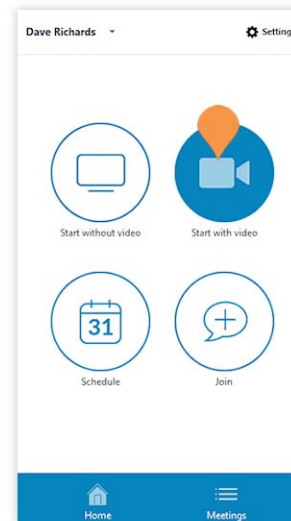 Dave Richards
Setting
Start without video
Start with video
31
Schedule
Join
Home
Meetings